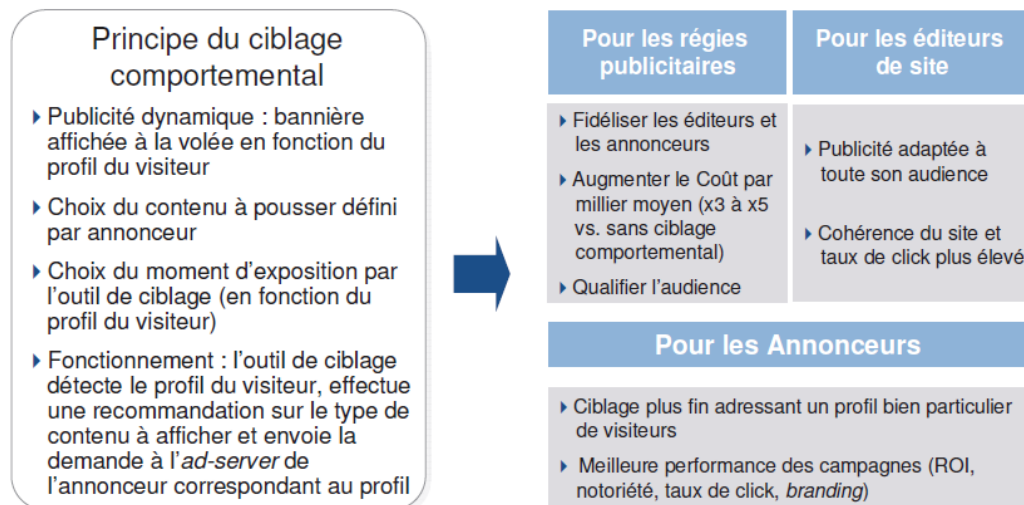 Principe du ciblage
comportemental
Publicité dynamique : bannière
affichée à la volée en fonction du
profil du visiteur
Choix du contenu à pousser défini
par annonceur
Choix du moment d'exposition par
l'outil de ciblage (en fonction du
profil du visiteur)
Fonctionnement : l'outil de ciblage
détecte le profil du visiteur, effectue
une recommandation sur le type de
contenu à afficher et envoie la
demande à l'ad-server de
l'annonceur correspondant au profil
Pour les régies
publicitaires
Fidéliser les éditeurs et
les annonceurs
Augmenter le Coût par
millier moyen (x3 à x5
vs. sans ciblage
comportemental)
Qualifier l'audience
Pour les éditeurs
de site
Publicité adaptée à
toute son audience
Cohérence du site et
taux de click plus élevé
Pour les Annonceurs
Ciblage plus fin adressant un profil bien particulier
de visiteurs
Meilleure performance des campagnes (ROI,
notoriété, taux de click, branding)